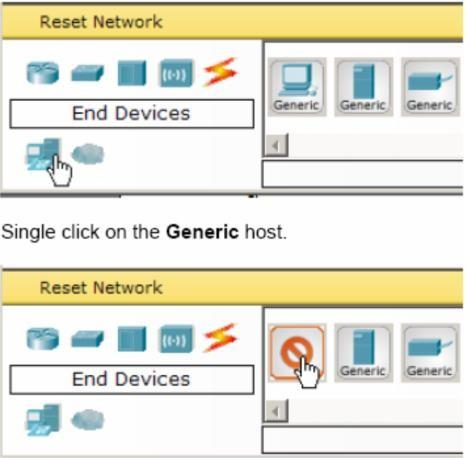 Reset Network
End Devices
Generic Generic Generic
Single click on the Generic host.
Reset Network
End Devices
Generic Generic